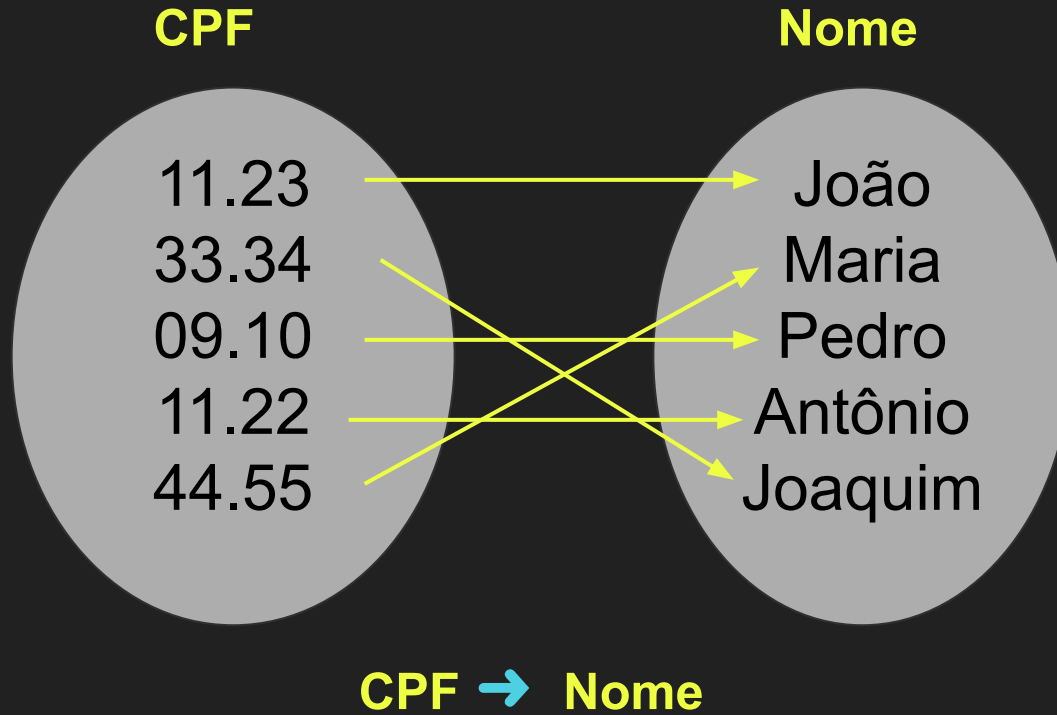 CPF
Nome
11.23
João
33.34
Maria
09.10
Pedro
11.22
Antônio
44.55
Joaquim
CPF ➜ Nome